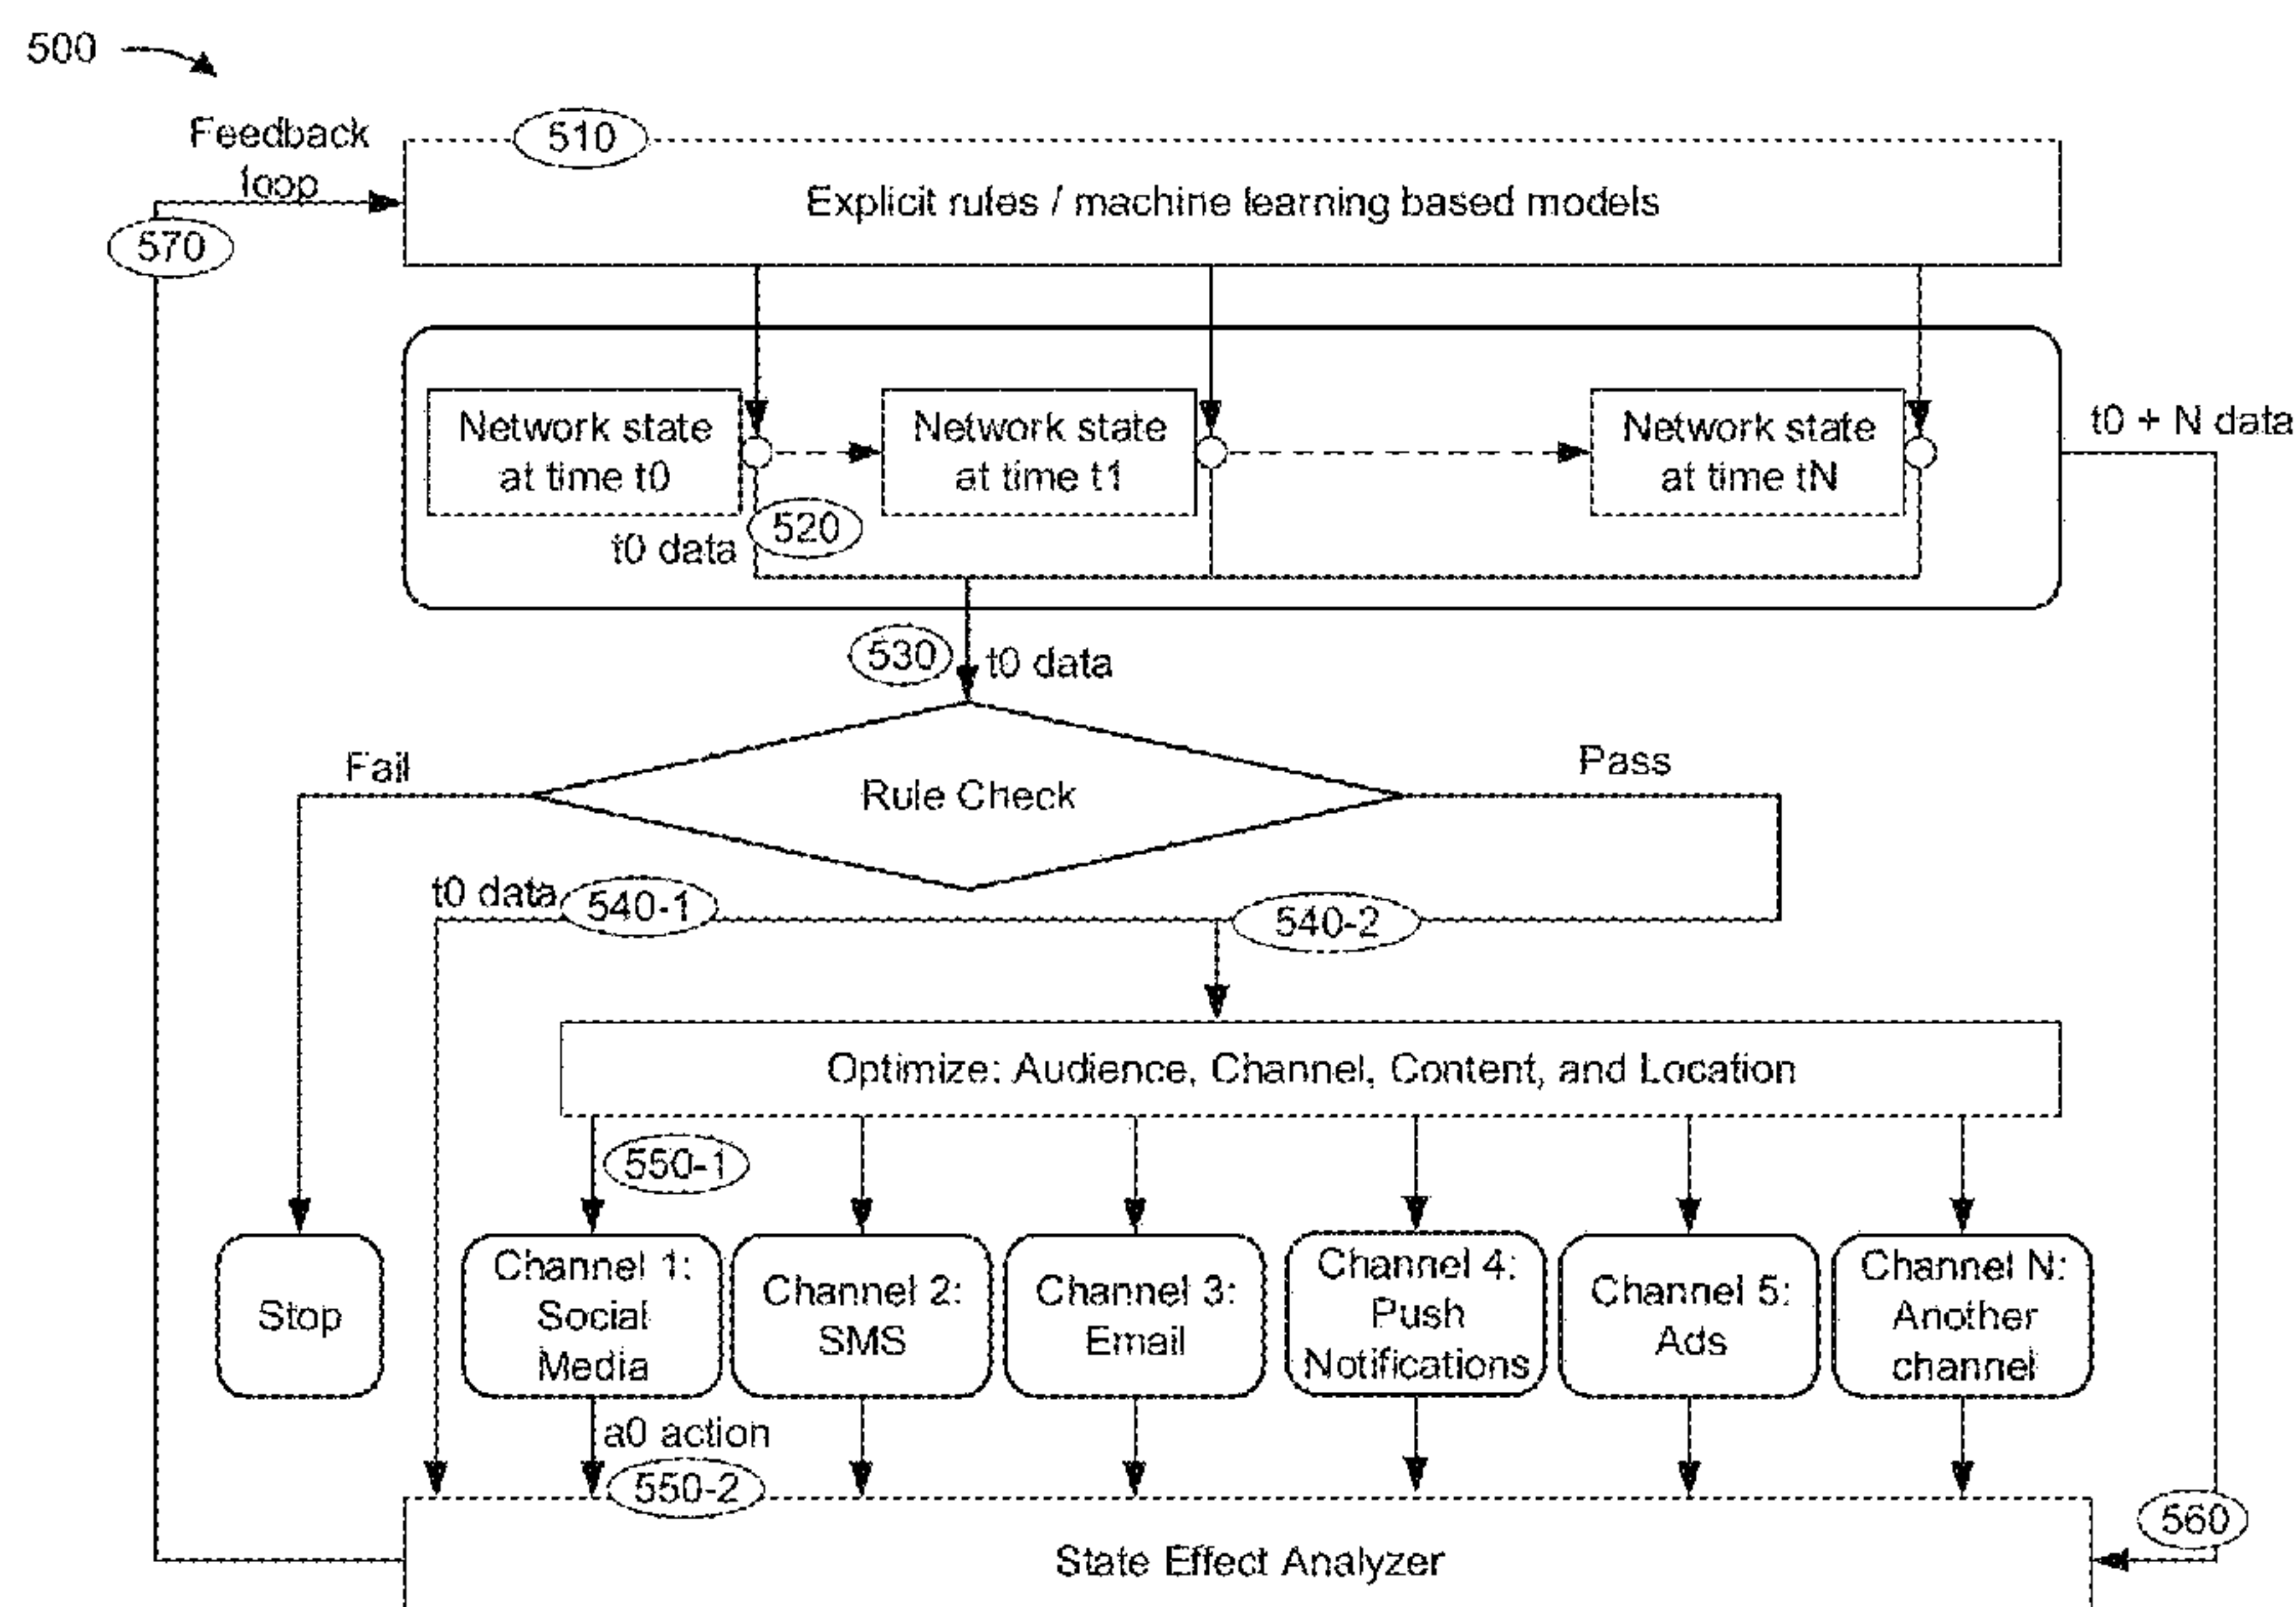 500
Feedback
loop
510
Explicit rules / machine learning based models
570
Network state
at time t0
Network state
at time t1
Network state
at time tN
t0 + N data
520
t0 data
530
t0 data
Fail
Rule Check
Pass
t0 data
540-1
540-2
Optimize: Audience, Channel, Content, and Location
550-1
Stop
Channel 1:
Social
Media
Channel 2:
SMS
Channel 3:
Email
Channel 4:
Push
Notifications
Channel 5:
Ads
Channel N:
Another
channel
a0 action
550-2
560
State Effect Analyzer